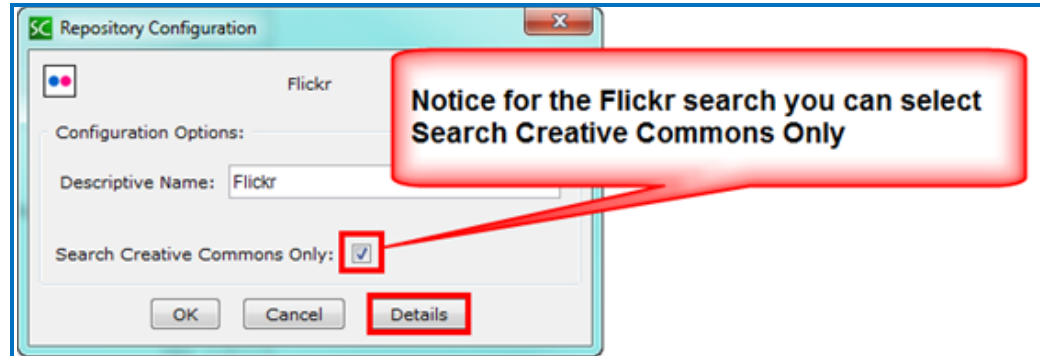 SC Repository Configuration
x
Flickr
Notice for the Flickr search you can select
Search Creative Commons Only
Configuration Options:
Descriptive Name: Flickr
Search Creative Commons Only:
OK Cancel Details